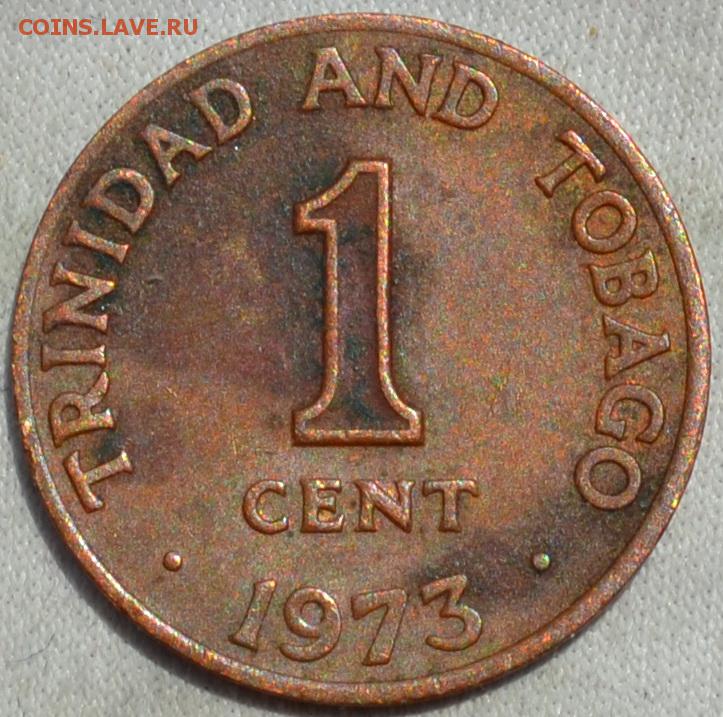 COINS.LAVE.RU
TRINIDAD AND TOBAGO
1
CENT
· 1973 ·